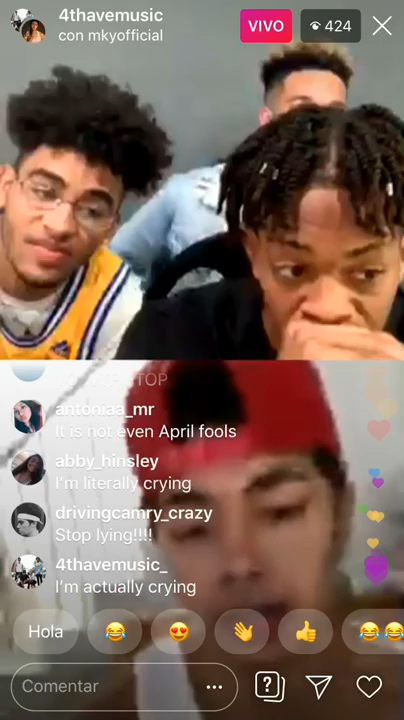 4thavemusic
con mkyofficial
VIVO
424
STOP
antoniaa_mr
It is not even April fools
abby_hinsley
I'm literally crying
drivingcamry_crazy
Stop lying!!!!
4thavemusic_
I'm actually crying
Hola
Comentar